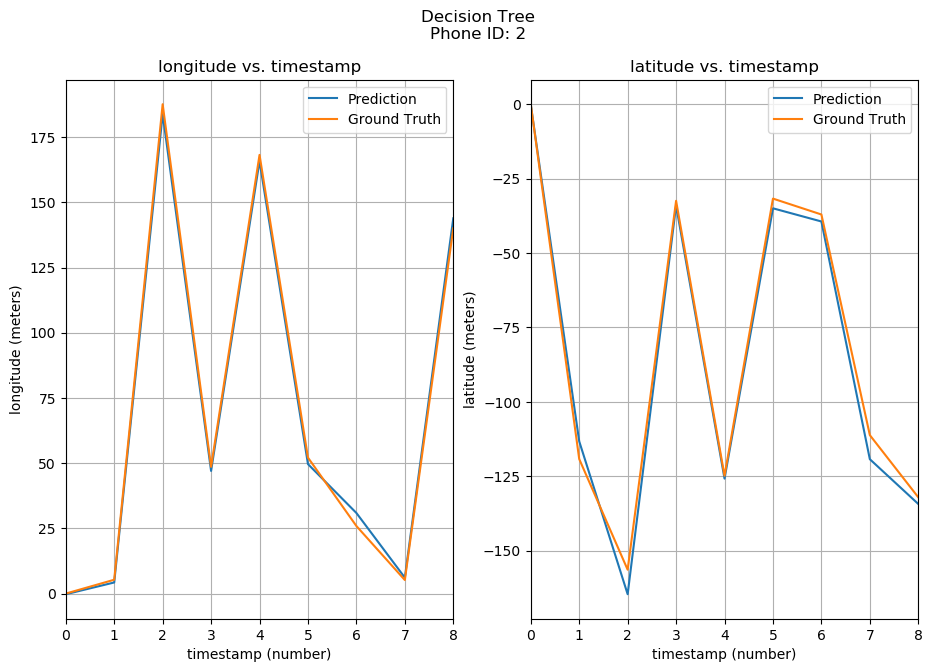 Decision Tree
Phone ID: 2
longitude vs. timestamp
Prediction
Ground Truth
175
150
125
100
75
50
25
0
longitude (meters)
0 1 2 3 4 5 6 7 8
timestamp (number)
latitude vs. timestamp
Prediction
Ground Truth
0
−25
−50
−75
−100
−125
−150
latitude (meters)
0 1 2 3 4 5 6 7 8
timestamp (number)